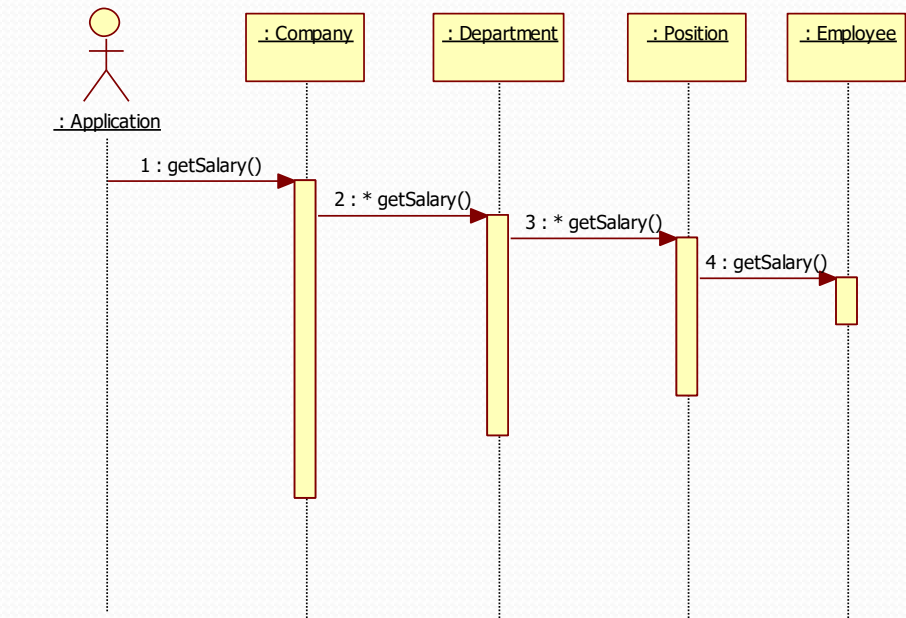 : Company
: Department
: Position
: Employee
: Application
1 : getSalary()
2 : * getSalary()
3 : * getSalary()
4 : getSalary()